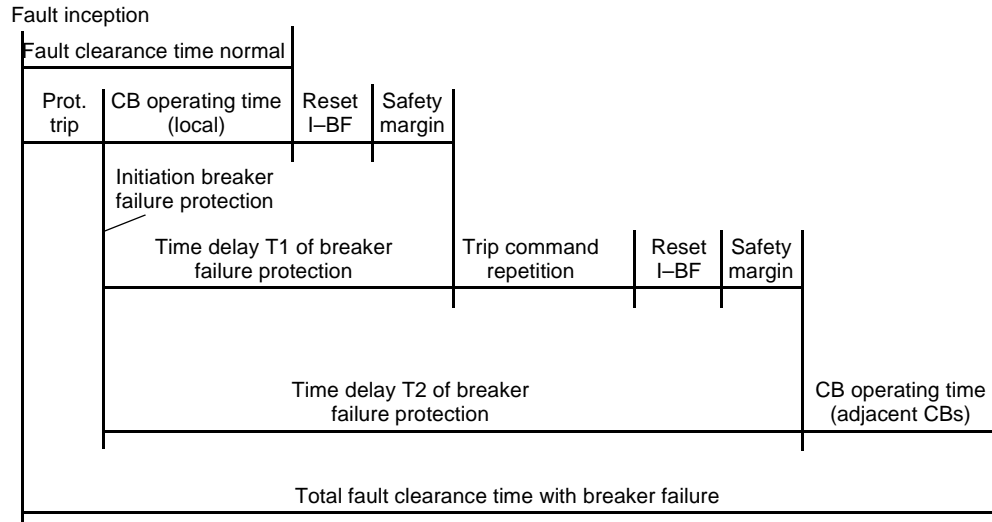 Fault inception
Fault clearance time normal
Prot.
trip
CB operating time
(local)
Reset
I–BF
Safety
margin
Initiation breaker
failure protection
Time delay T1 of breaker
failure protection
Trip command
repetition
Reset
I–BF
Safety
margin
Time delay T2 of breaker
failure protection
CB operating time
(adjacent CBs)
Total fault clearance time with breaker failure